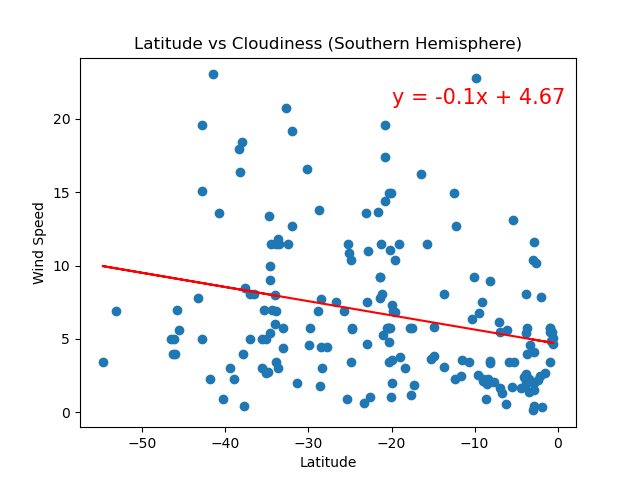 Latitude vs Cloudiness (Southern Hemisphere)
y = -0.1x + 4.67
Wind Speed
20
15
10
5
0
−50
−40
−30
−20
−10
0
Latitude